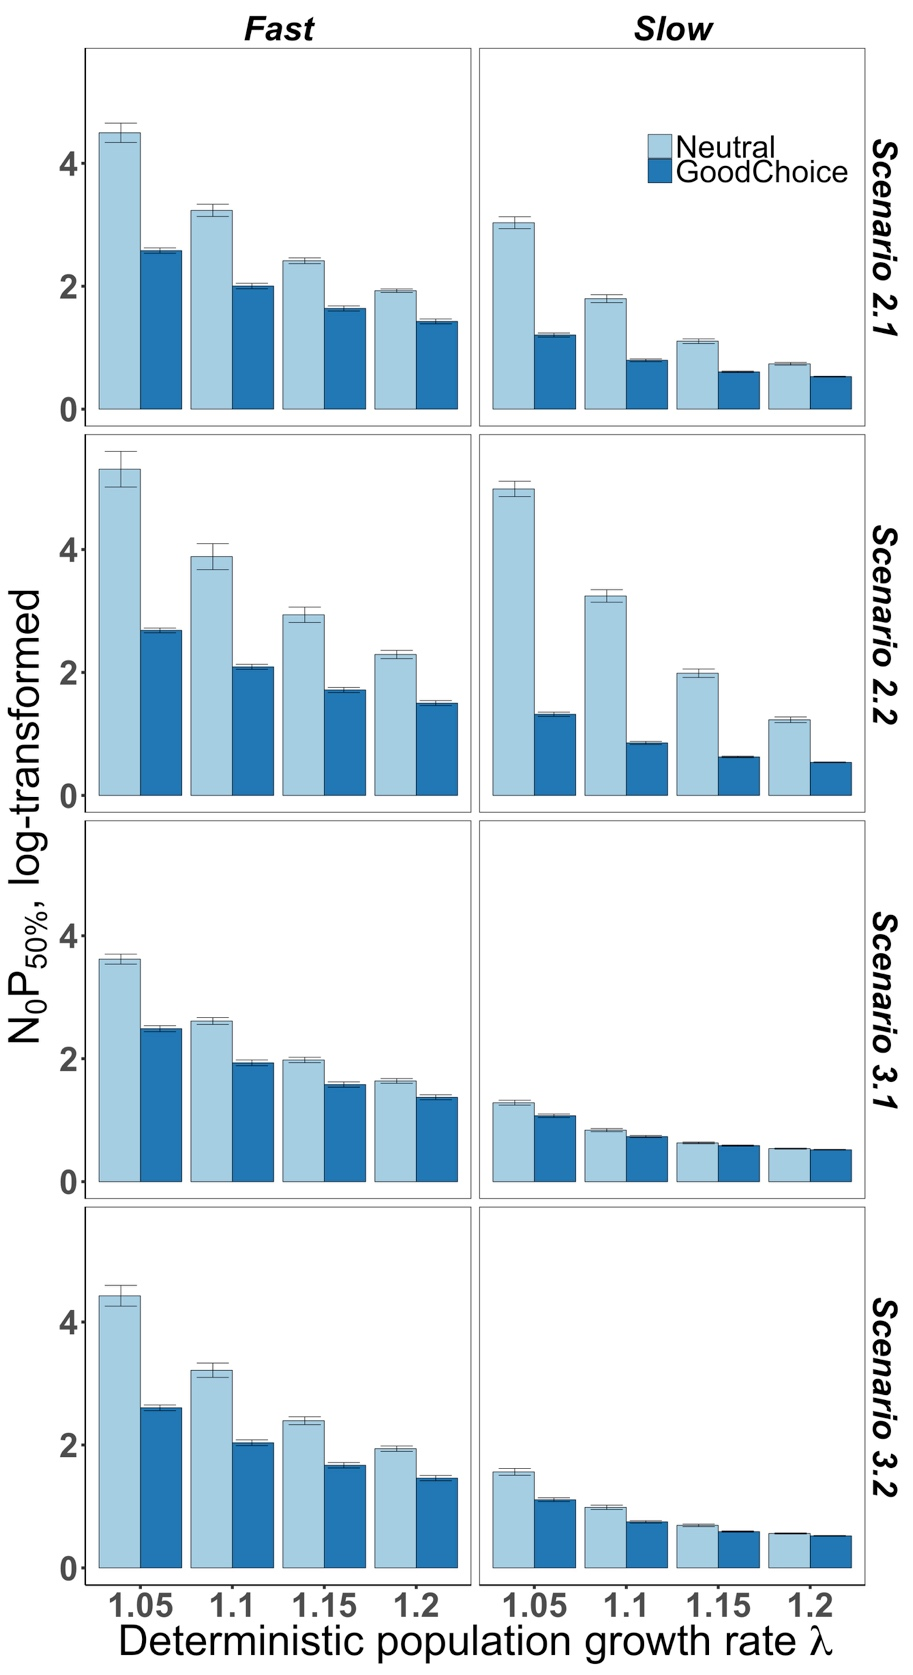 Fast Slow
Neutral
GoodChoice
Scenario 2.1
4
2
0
Scenario 2.2
4
2
0
Scenario 3.1
4
2
0
Scenario 3.2
4
2
0
N₀P₅₀%, log-transformed
1.05 1.1 1.15 1.2 1.05 1.1 1.15 1.2
Deterministic population growth rate λ